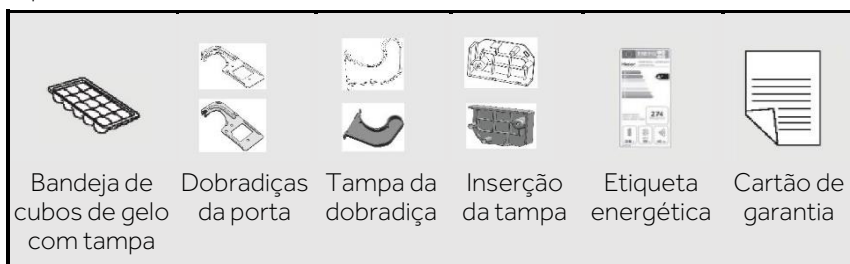 Bandeja de cubos de gelo com tampa
Dobradiças da porta
Tampa da dobradiça
Inserção da tampa
274
Etiqueta energética
Cartão de garantia